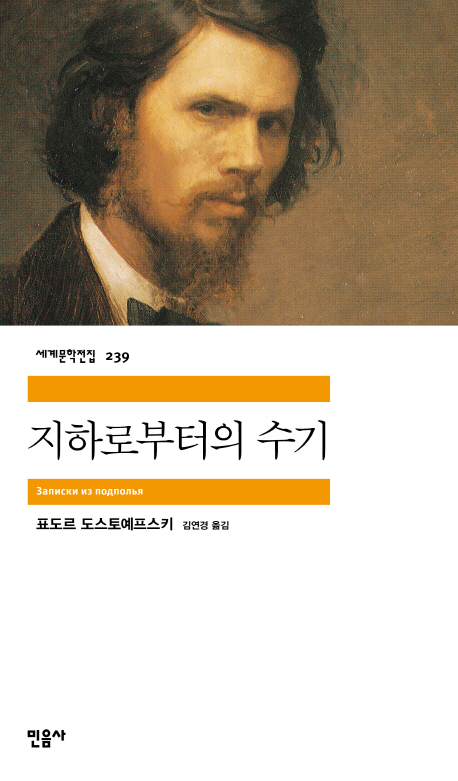 세계문학전집 239
지하로부터의 수기
Записки из подполья
표도르 도스토예프스키 김연경 옮김
민음사